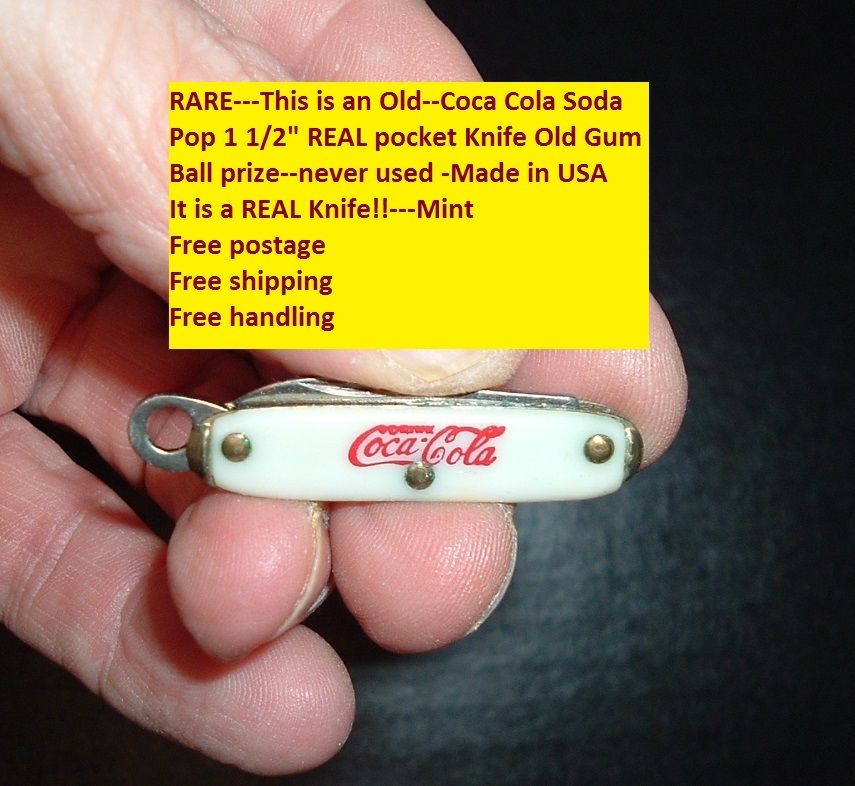 RARE---This is an Old--Coca Cola Soda
Pop 1 1/2" REAL pocket Knife Old Gum
Ball prize--never used -Made in USA
It is a REAL Knife!!---Mint
Free postage
Free shipping
Free handling
Coca-Cola